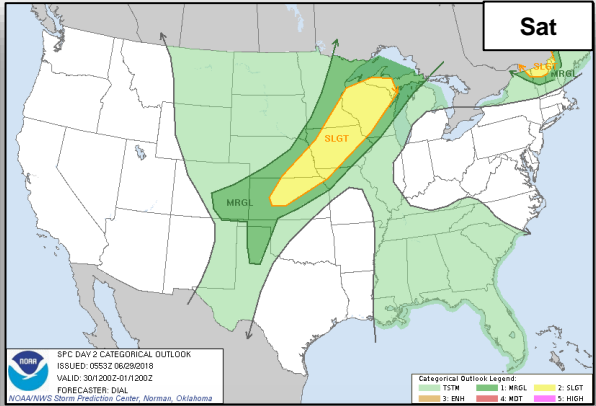 Sat
SLGT
MRGL
SLGT
MRGL
NOAA
SPC DAY 2 CATEGORICAL OUTLOOK
ISSUED: 0553Z 06/29/2018
VALID: 30/1200Z-01/1200Z
FORECASTER: DIAL
NOAA/NWS Storm Prediction Center, Norman, Oklahoma
Categorical Outlook Legend:
TSTM 1: MRGL 2: SLGT
3: ENH 4: MDT 5: HIGH